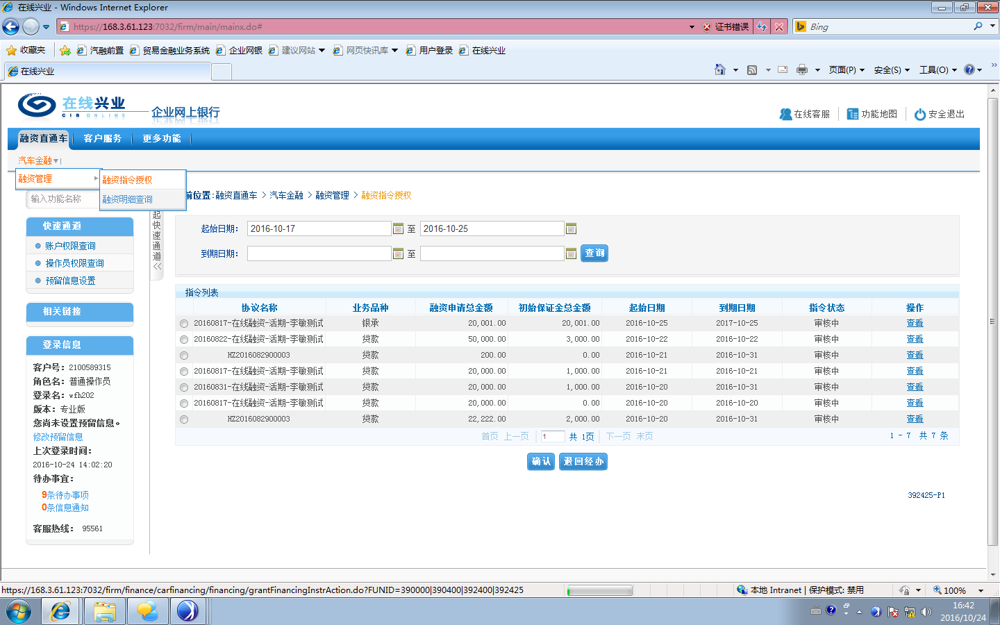 在线兴业 - Windows Internet Explorer
https://168.3.61.123:7032/firm/main/mainx.do# 证书错误 Bing
收藏夹 汽融前置 贸易金融业务系统 企业网银 建议网站 网页快讯库 用户登录 在线兴业
在线兴业 页面(P) 安全(S) 工具(O)
在线兴业 CIB ONLINE 企业网上银行
在线客服 功能地图 安全退出
融资直通车 客户服务 更多功能
汽车金融
融资管理 融资指令授权
融资明细查询
前位置:融资直通车 > 汽车金融 > 融资管理 > 融资指令授权
输入功能名称
起快速通道<<
快速通道
账户权限查询
操作员权限查询
预留信息设置
相关链接
登录信息
客户号: 2100589315
角色名: 普通操作员
登录名: wfh202
版本: 专业版
您尚未设置预留信息。
修改预留信息
上次登录时间:
2016-10-24 14:02:20
待办事宜:
9条待办事项
0条信息通知
客服热线: 95561
起始日期: 2016-10-17 至 2016-10-25
到期日期: 至 查询
指令列表
协议名称 业务品种 融资申请总金额 初始保证金总金额 起始日期 到期日期 指令状态 操作
20160817-在线融资-活期-李敏测试 银承 20,001.00 20,001.00 2016-10-25 2017-10-25 审核中 查看
20160822-在线融资-活期-李敏测试 贷款 50,000.00 3,000.00 2016-10-22 2016-10-22 审核中 查看
HZ2016082900003 贷款 200.00 0.00 2016-10-21 2016-10-31 审核中 查看
20160817-在线融资-活期-李敏测试 贷款 20,000.00 1,000.00 2016-10-21 2016-10-21 审核中 查看
20160831-在线融资-活期-李敏测试 贷款 20,000.00 1,000.00 2016-10-20 2016-10-31 审核中 查看
20160817-在线融资-活期-李敏测试 贷款 20,000.00 0.00 2016-10-20 2016-10-20 审核中 查看
HZ2016082900003 贷款 22,222.00 2,000.00 2016-10-20 2016-10-31 审核中 查看
首页 上一页 1 共 1页 下一页 末页 1 - 7 共 7 条
确认 退回经办
392425-P1
https://168.3.61.123:7032/firm/finance/carfinancing/financing/grantFinancingInstrAction.do?FUNID=390000|390400|392400|392425 本地 Intranet | 保护模式: 禁用 100%
16:42
2016/10/24